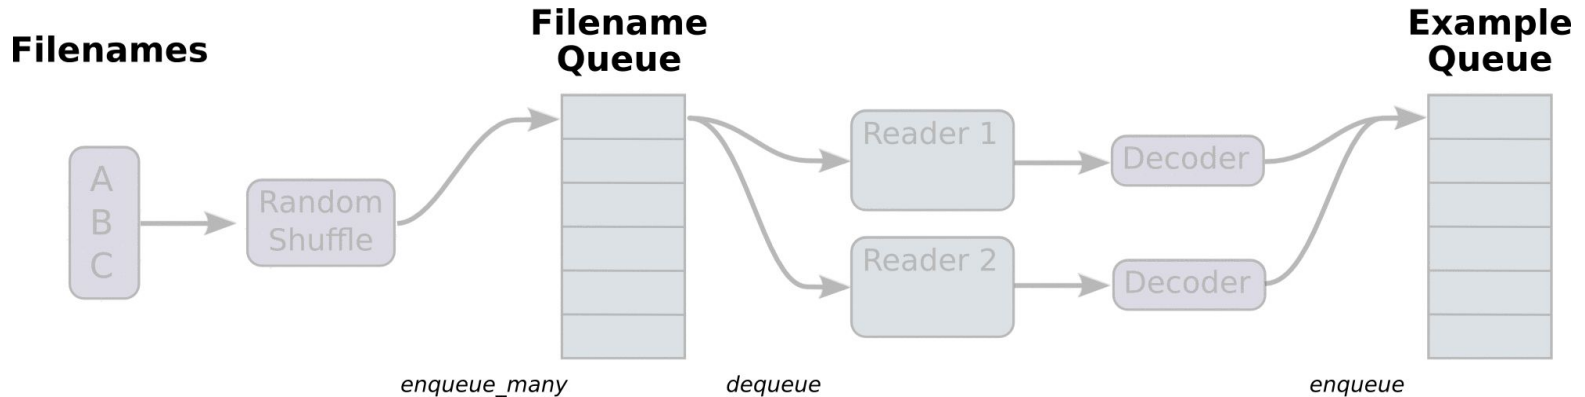 Filenames
Filename
Queue
Example
Queue
A
B
C
Random
Shuffle
Reader 1
Decoder
Reader 2
Decoder
enqueue_many
dequeue
enqueue